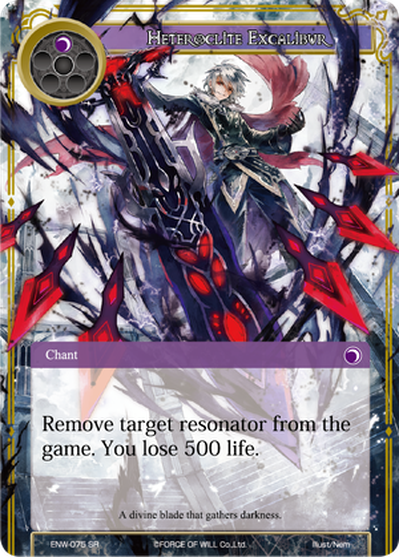 Heteroclite Excalibur
Chant
Remove target resonator from the
game. You lose 500 life.
A divine blade that gathers darkness.
ENW-075 SR
©FORCE OF WILL Co.,Ltd.
Illust/Nem